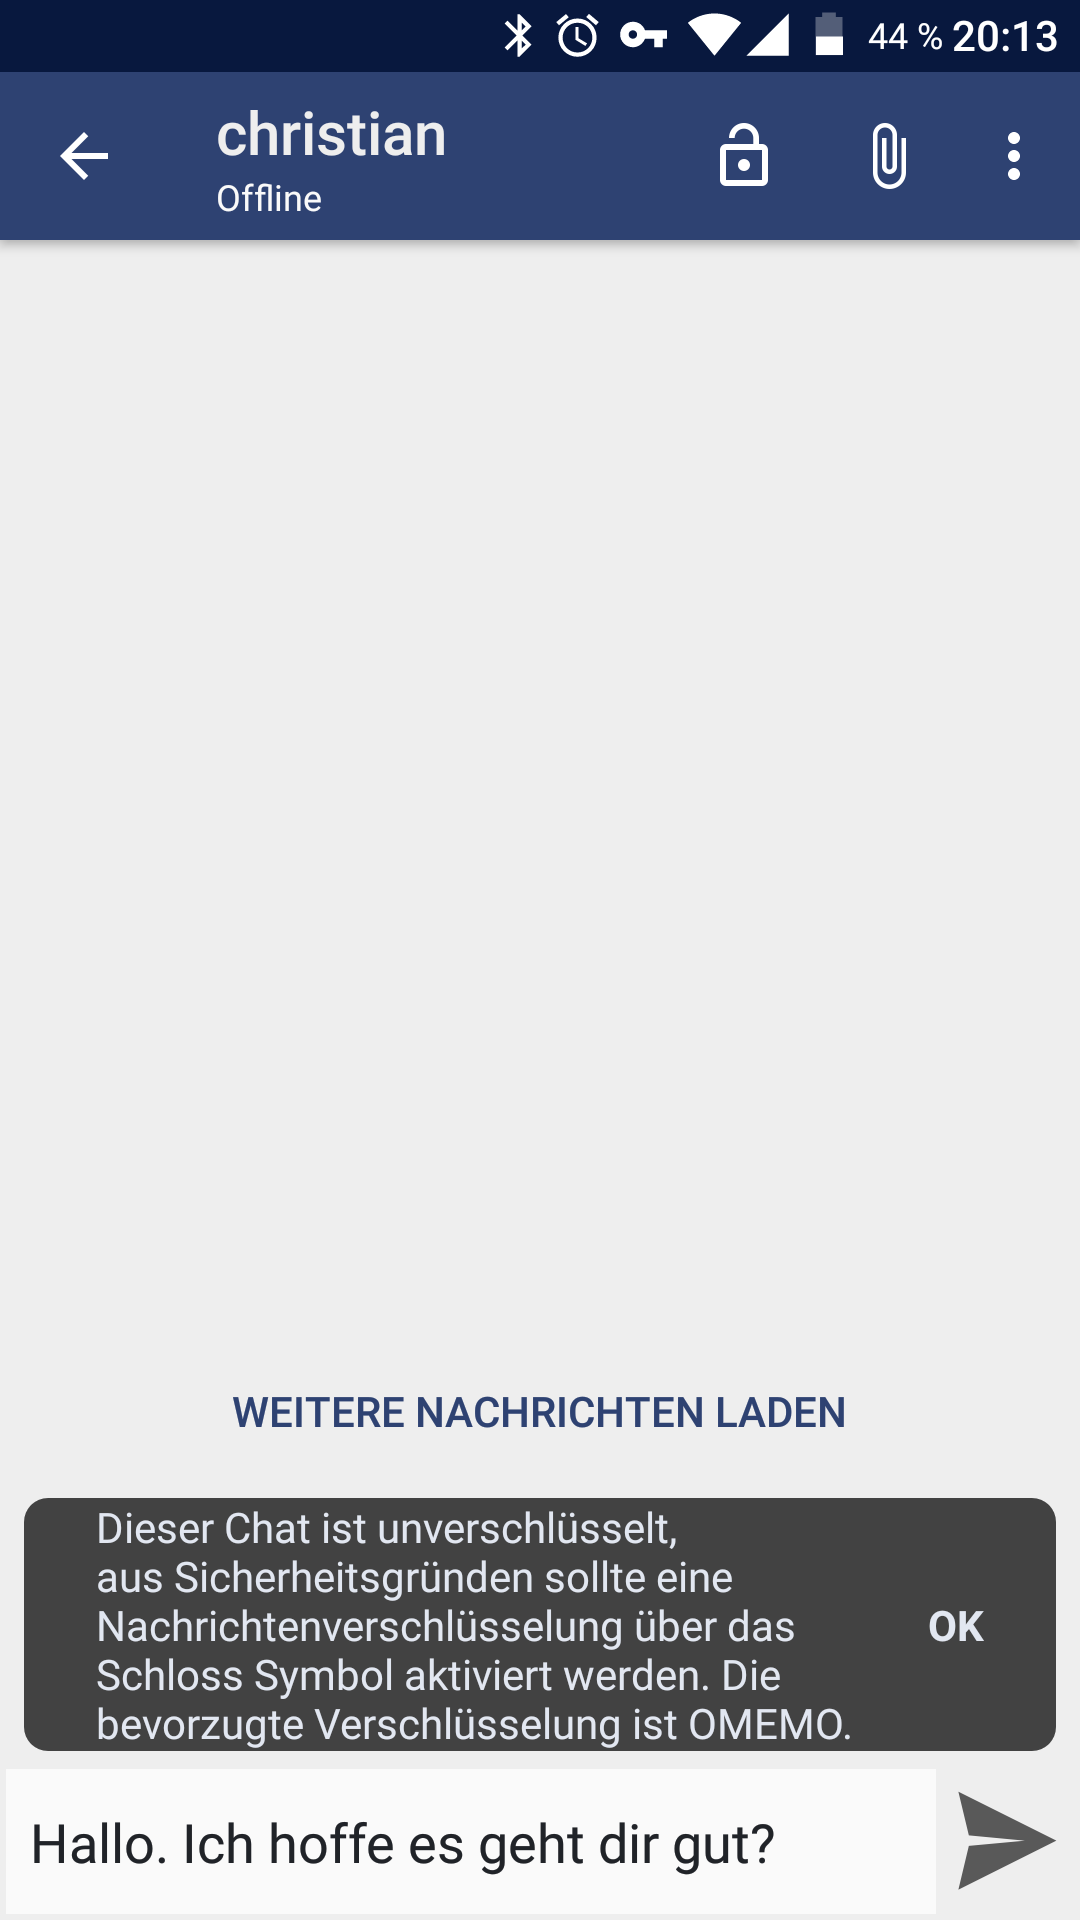 44 % 20:13
christian
Offline
WEITERE NACHRICHTEN LADEN
Dieser Chat ist unverschlüsselt,
aus Sicherheitsgründen sollte eine
Nachrichtenverschlüsselung über das
Schloss Symbol aktiviert werden. Die
bevorzugte Verschlüsselung ist OMEMO.
OK
Hallo. Ich hoffe es geht dir gut?